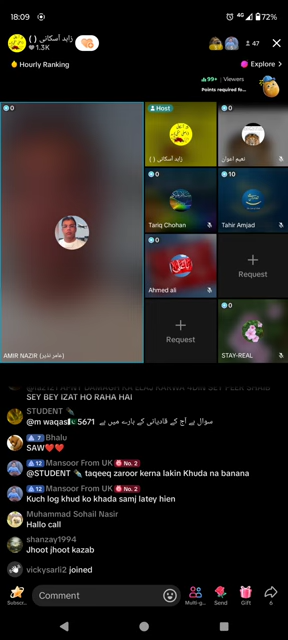 18:09
4G
72%
زاہد آسکانی ( )
1.3K
47
Hourly Ranking
Explore >
99+ Viewers
Points required fo...
0
Host
زاہد آسکانی ( )
0
نعیم اعوان
0
Tariq Chohan
10
Tahir Amjad
0
Ahmed ali
+
Request
AMIR NAZIR (عامر نذیر)
+
Request
0
STAY-REAL
SEY BEY IZAT HO RAHA HAI
STUDENT
@m waqas 5671 سوال ہے آج کے قادیانی کے بارے میں ہے
7 Bhalu
SAW
12 Mansoor From UK No. 2
@STUDENT taqeeq zaroor kerna lakin Khuda na banana
12 Mansoor From UK No. 2
Kuch log khud ko khada samj latey hien
Muhammad Sohail Nasir
Hallo call
shanzay1994
Jhoot jhoot kazab
vickysarli2 joined
Subscr...
Comment
Multi-g...
Send
Gift
6